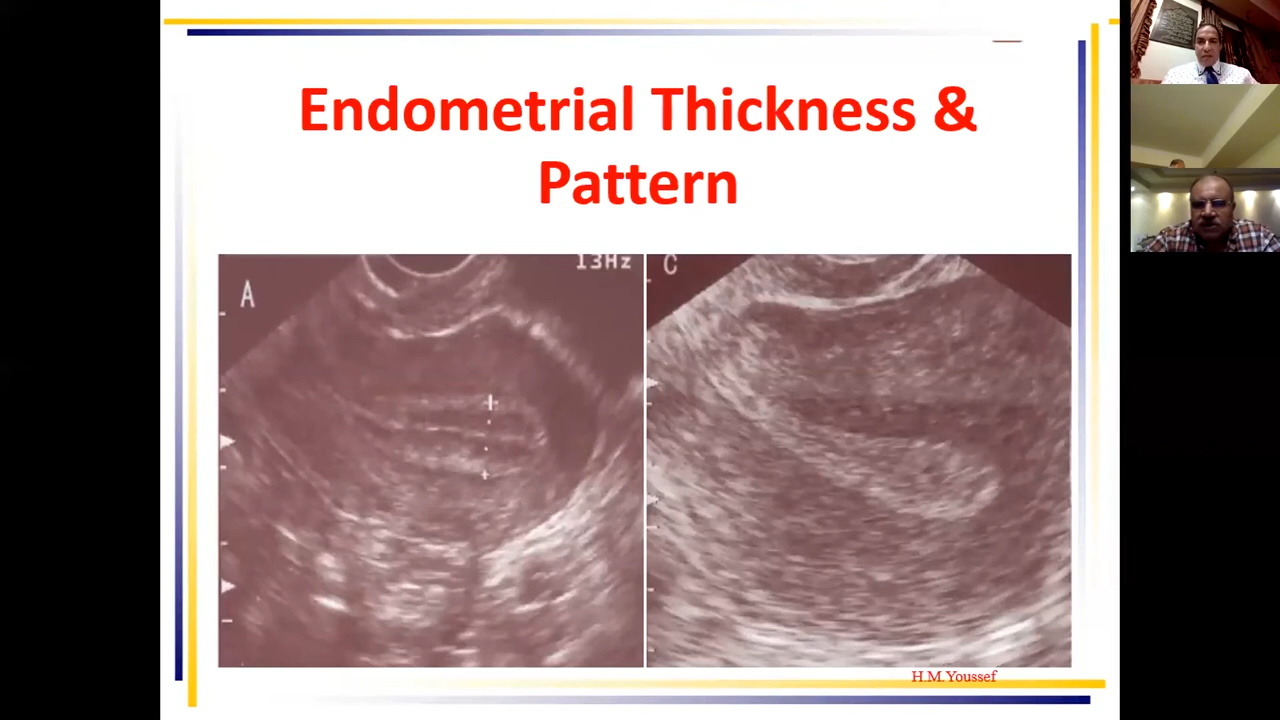 Endometrial Thickness &
Pattern
13Hz
A
C
H.M.Youssef